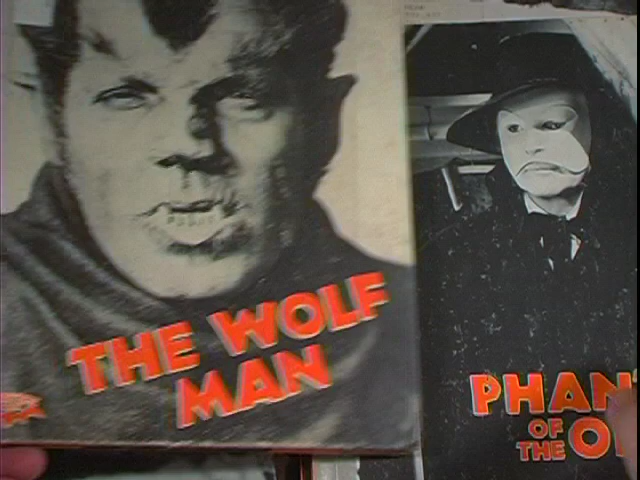 THE WOLF
MAN
PHAN
OF
THE O